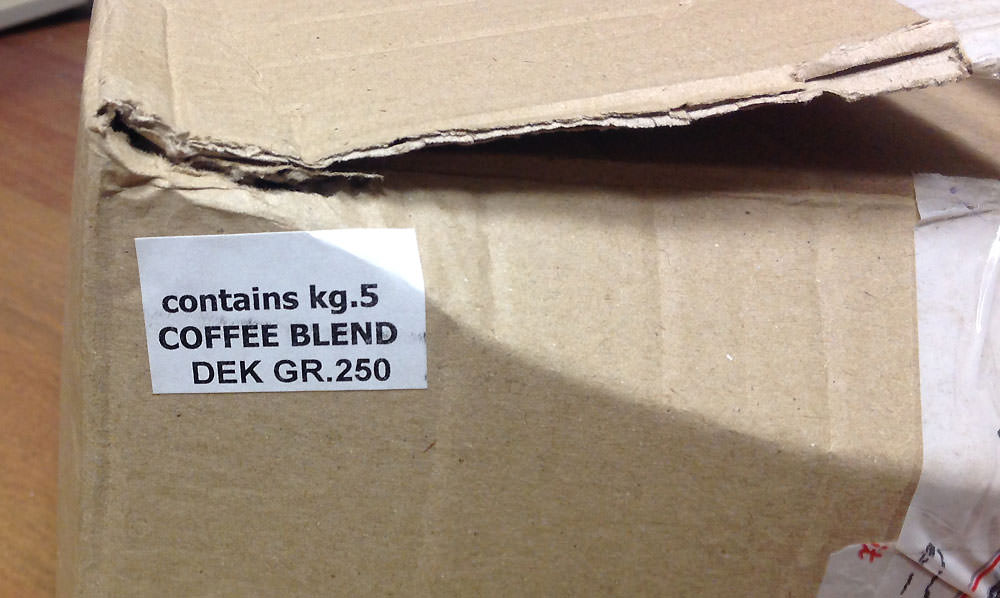 contains kg.5
COFFEE BLEND
DEK GR.250